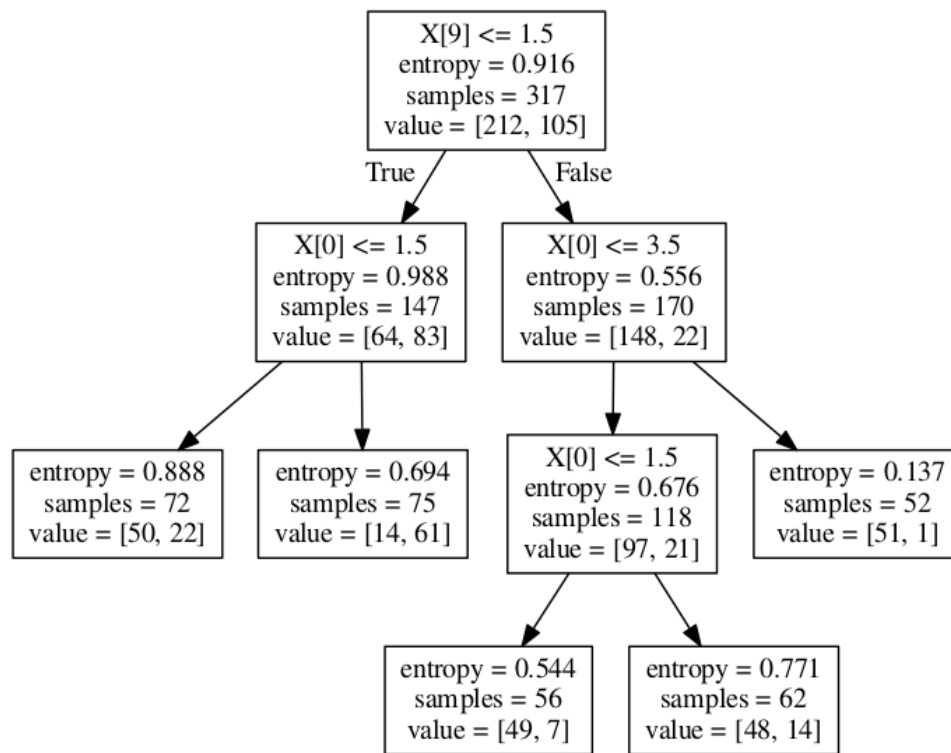 X[9] <= 1.5
entropy = 0.916
samples = 317
value = [212, 105]
True
False
X[0] <= 1.5
entropy = 0.988
samples = 147
value = [64, 83]
X[0] <= 3.5
entropy = 0.556
samples = 170
value = [148, 22]
entropy = 0.888
samples = 72
value = [50, 22]
entropy = 0.694
samples = 75
value = [14, 61]
X[0] <= 1.5
entropy = 0.676
samples = 118
value = [97, 21]
entropy = 0.137
samples = 52
value = [51, 1]
entropy = 0.544
samples = 56
value = [49, 7]
entropy = 0.771
samples = 62
value = [48, 14]